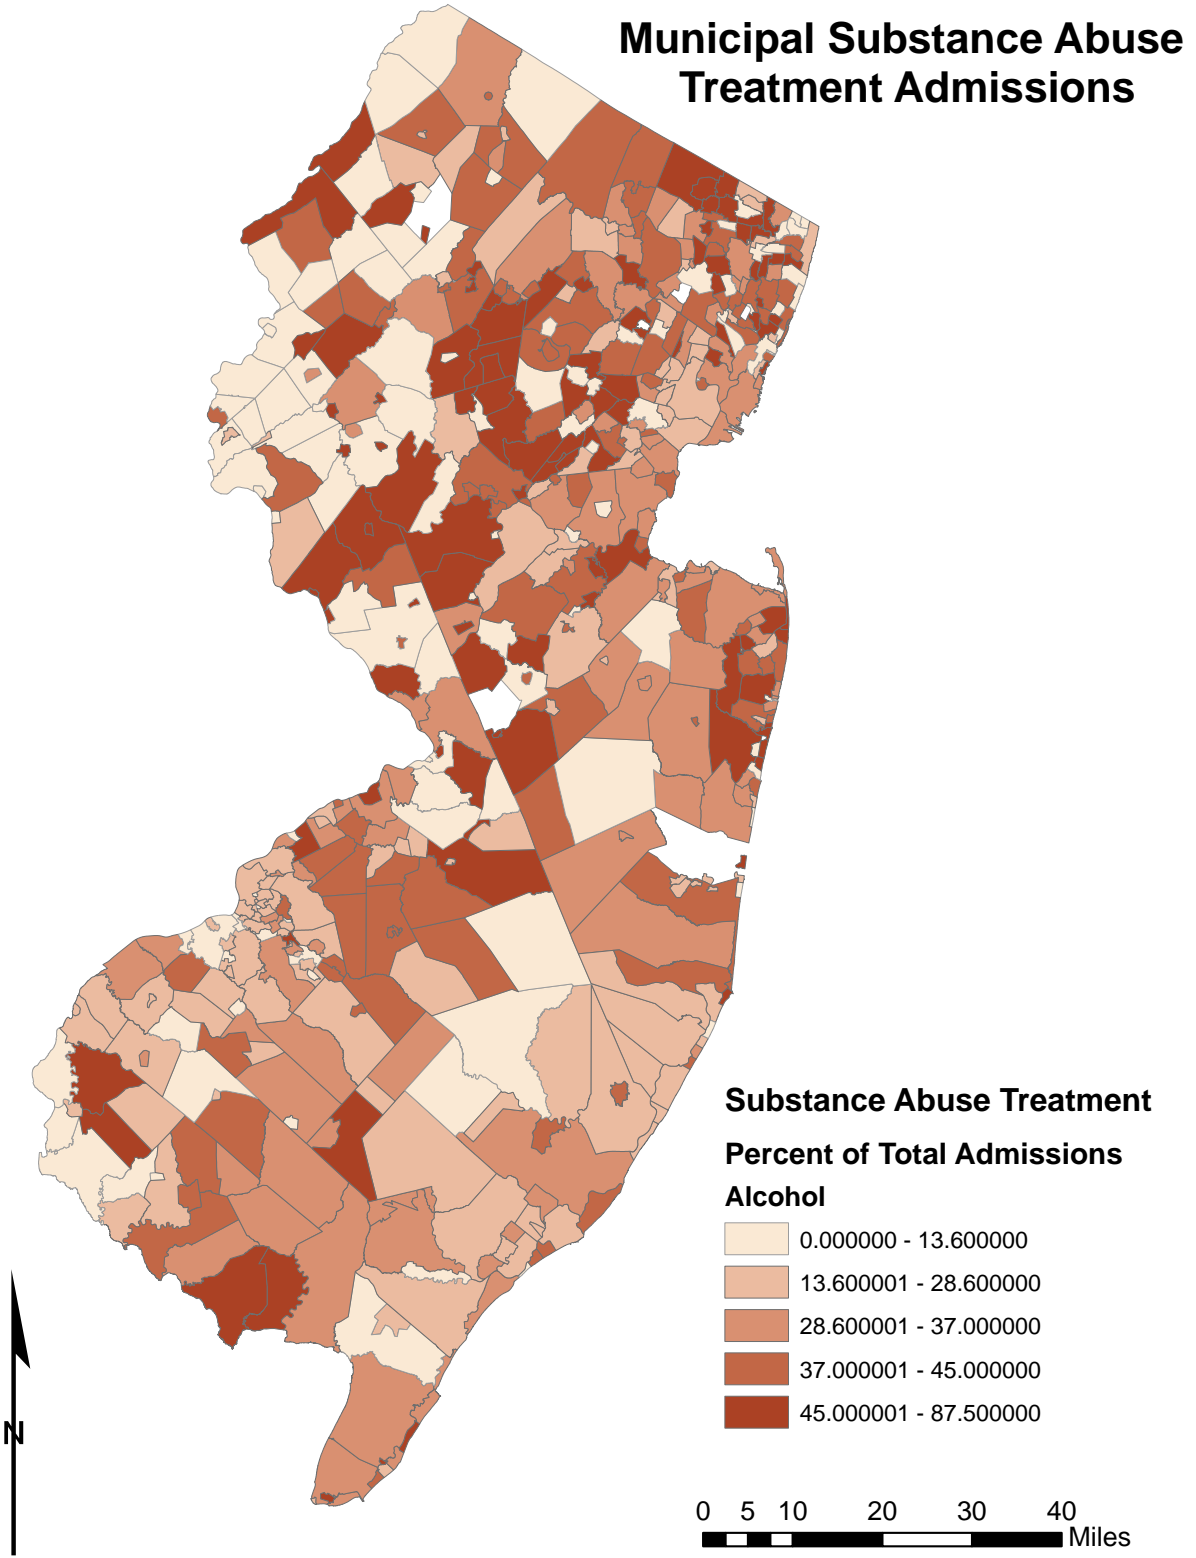 Municipal Substance Abuse
Treatment Admissions
Substance Abuse Treatment
Percent of Total Admissions
Alcohol
0.000000 - 13.600000
13.600001 - 28.600000
28.600001 - 37.000000
37.000001 - 45.000000
45.000001 - 87.500000
N
0 5 10 20 30 40
Miles